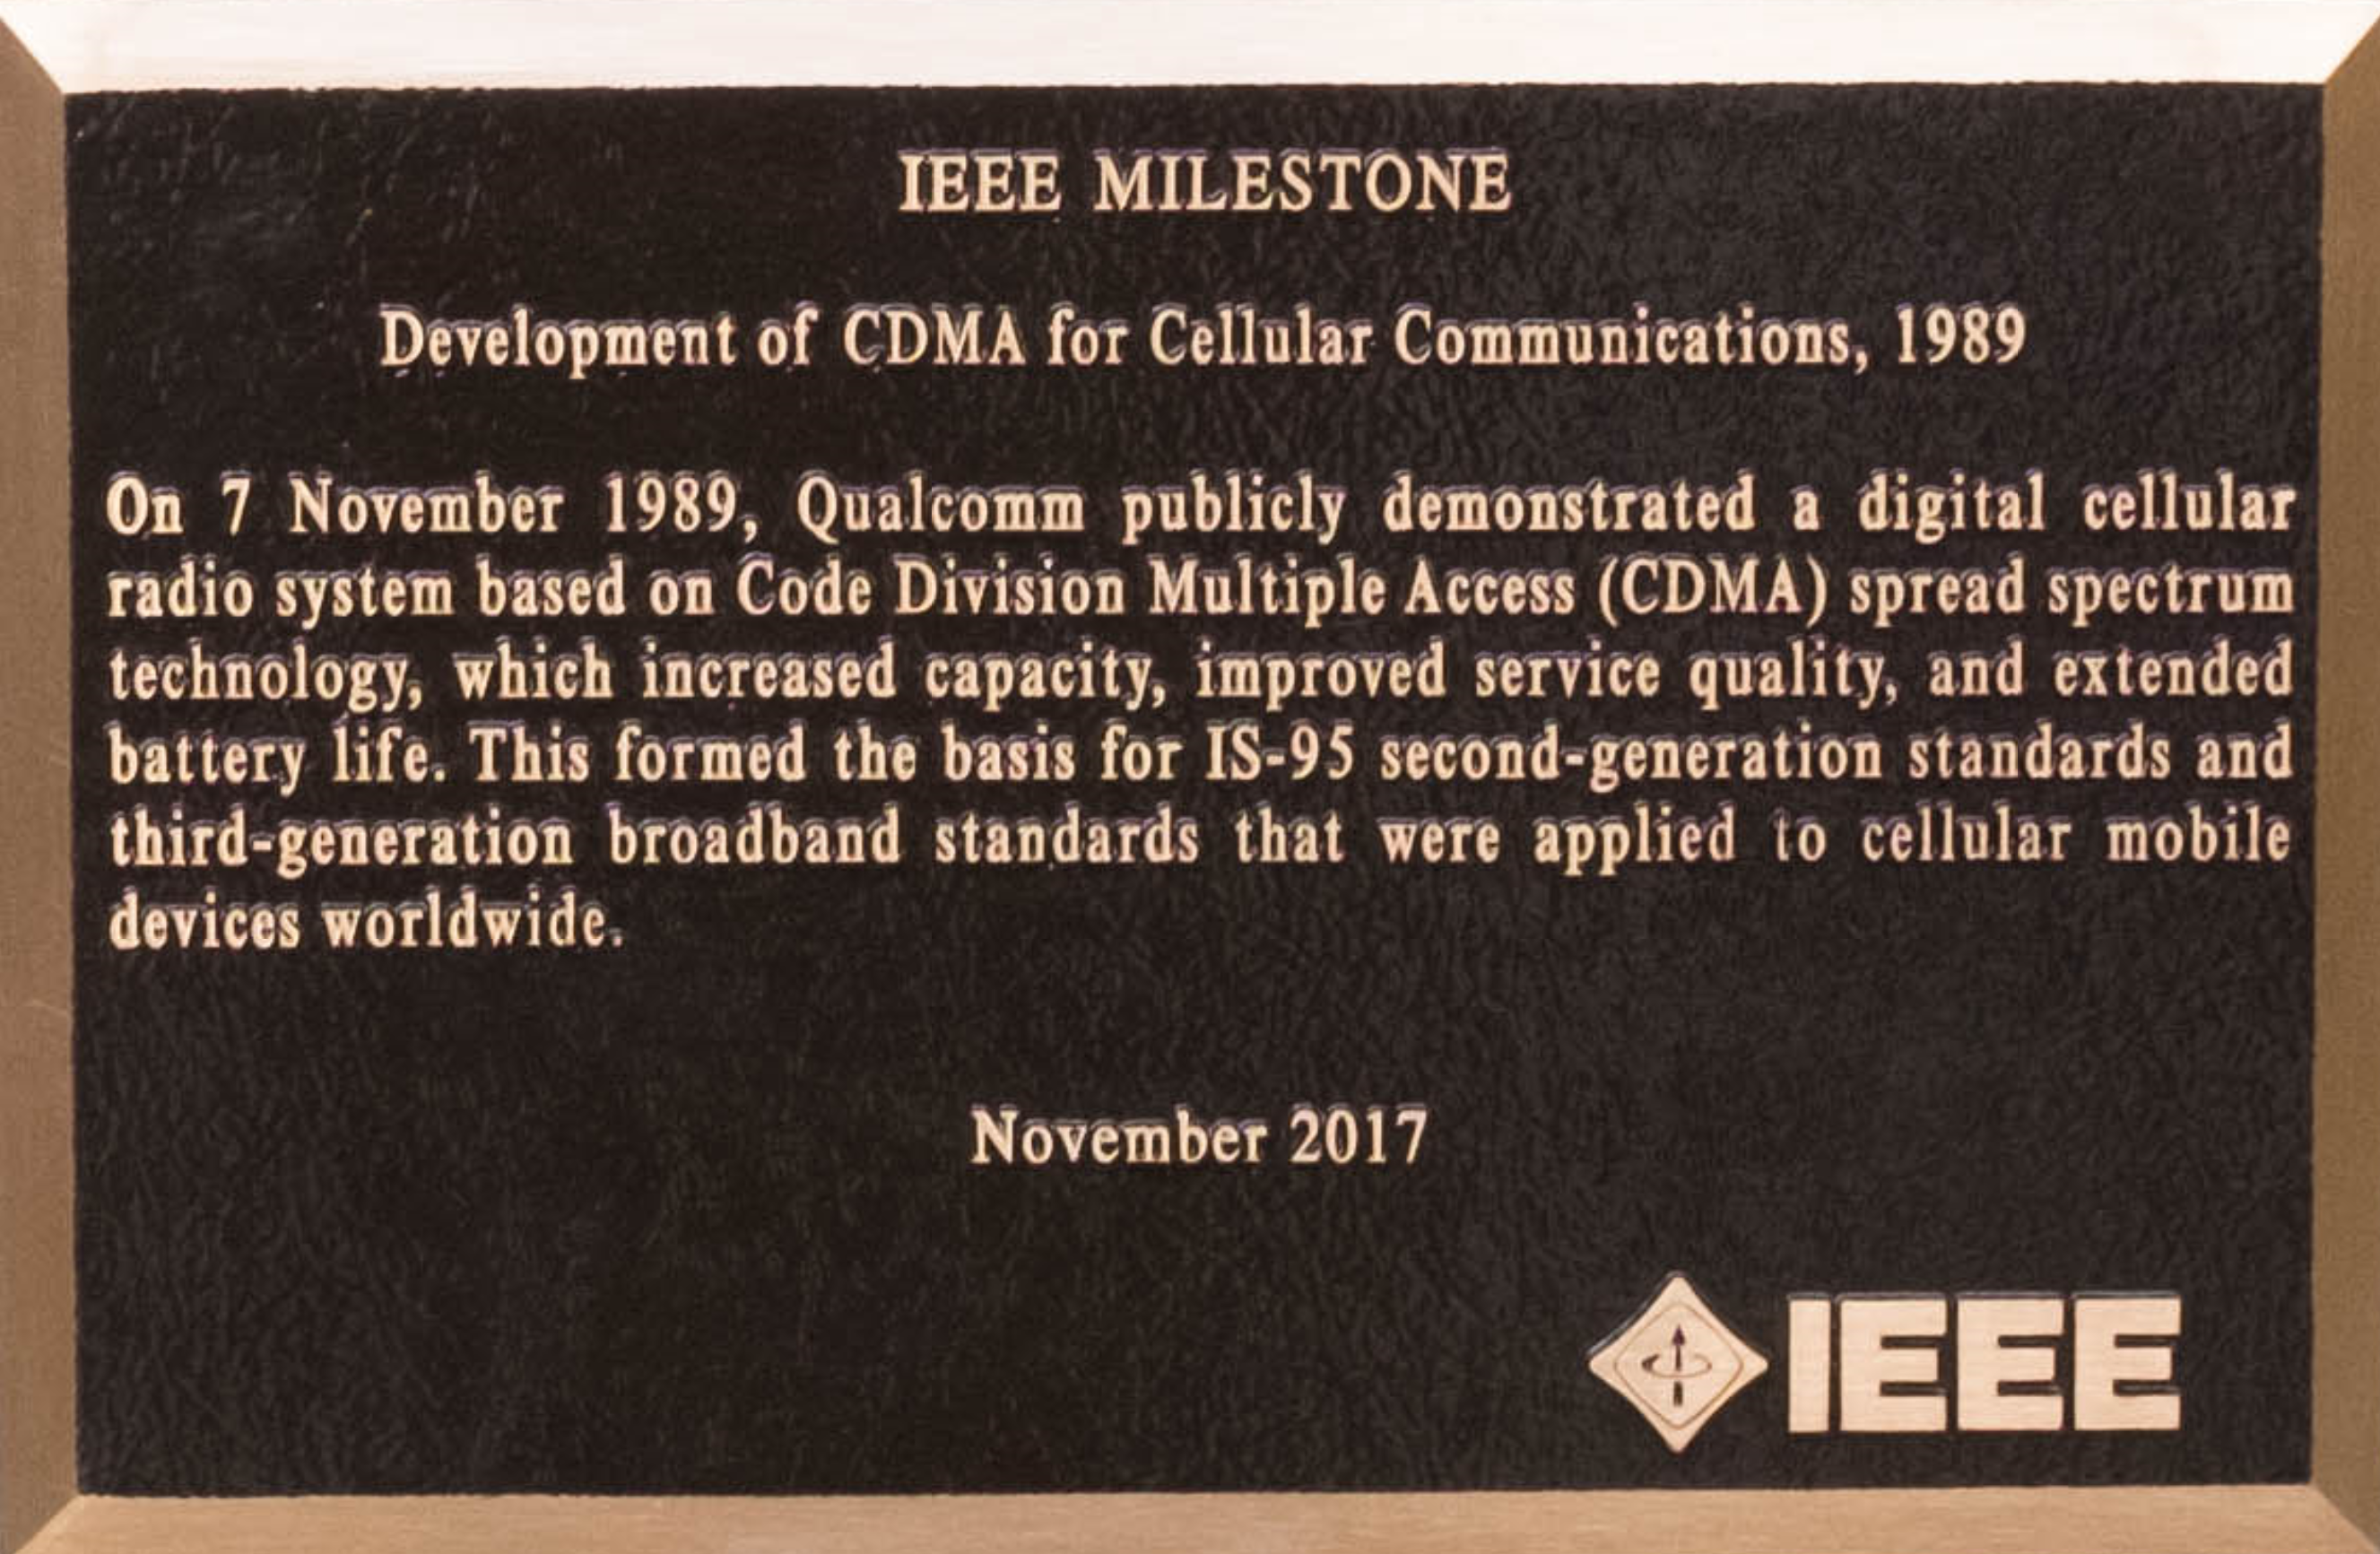 IEEE MILESTONE
Development of CDMA for Cellular Communications, 1989
On 7 November 1989, Qualcomm publicly demonstrated a digital cellular
radio system based on Code Division Multiple Access (CDMA) spread spectrum
technology, which increased capacity, improved service quality, and extended
battery life. This formed the basis for IS-95 second-generation standards and
third-generation broadband standards that were applied to cellular mobile
devices worldwide.
November 2017
IEEE